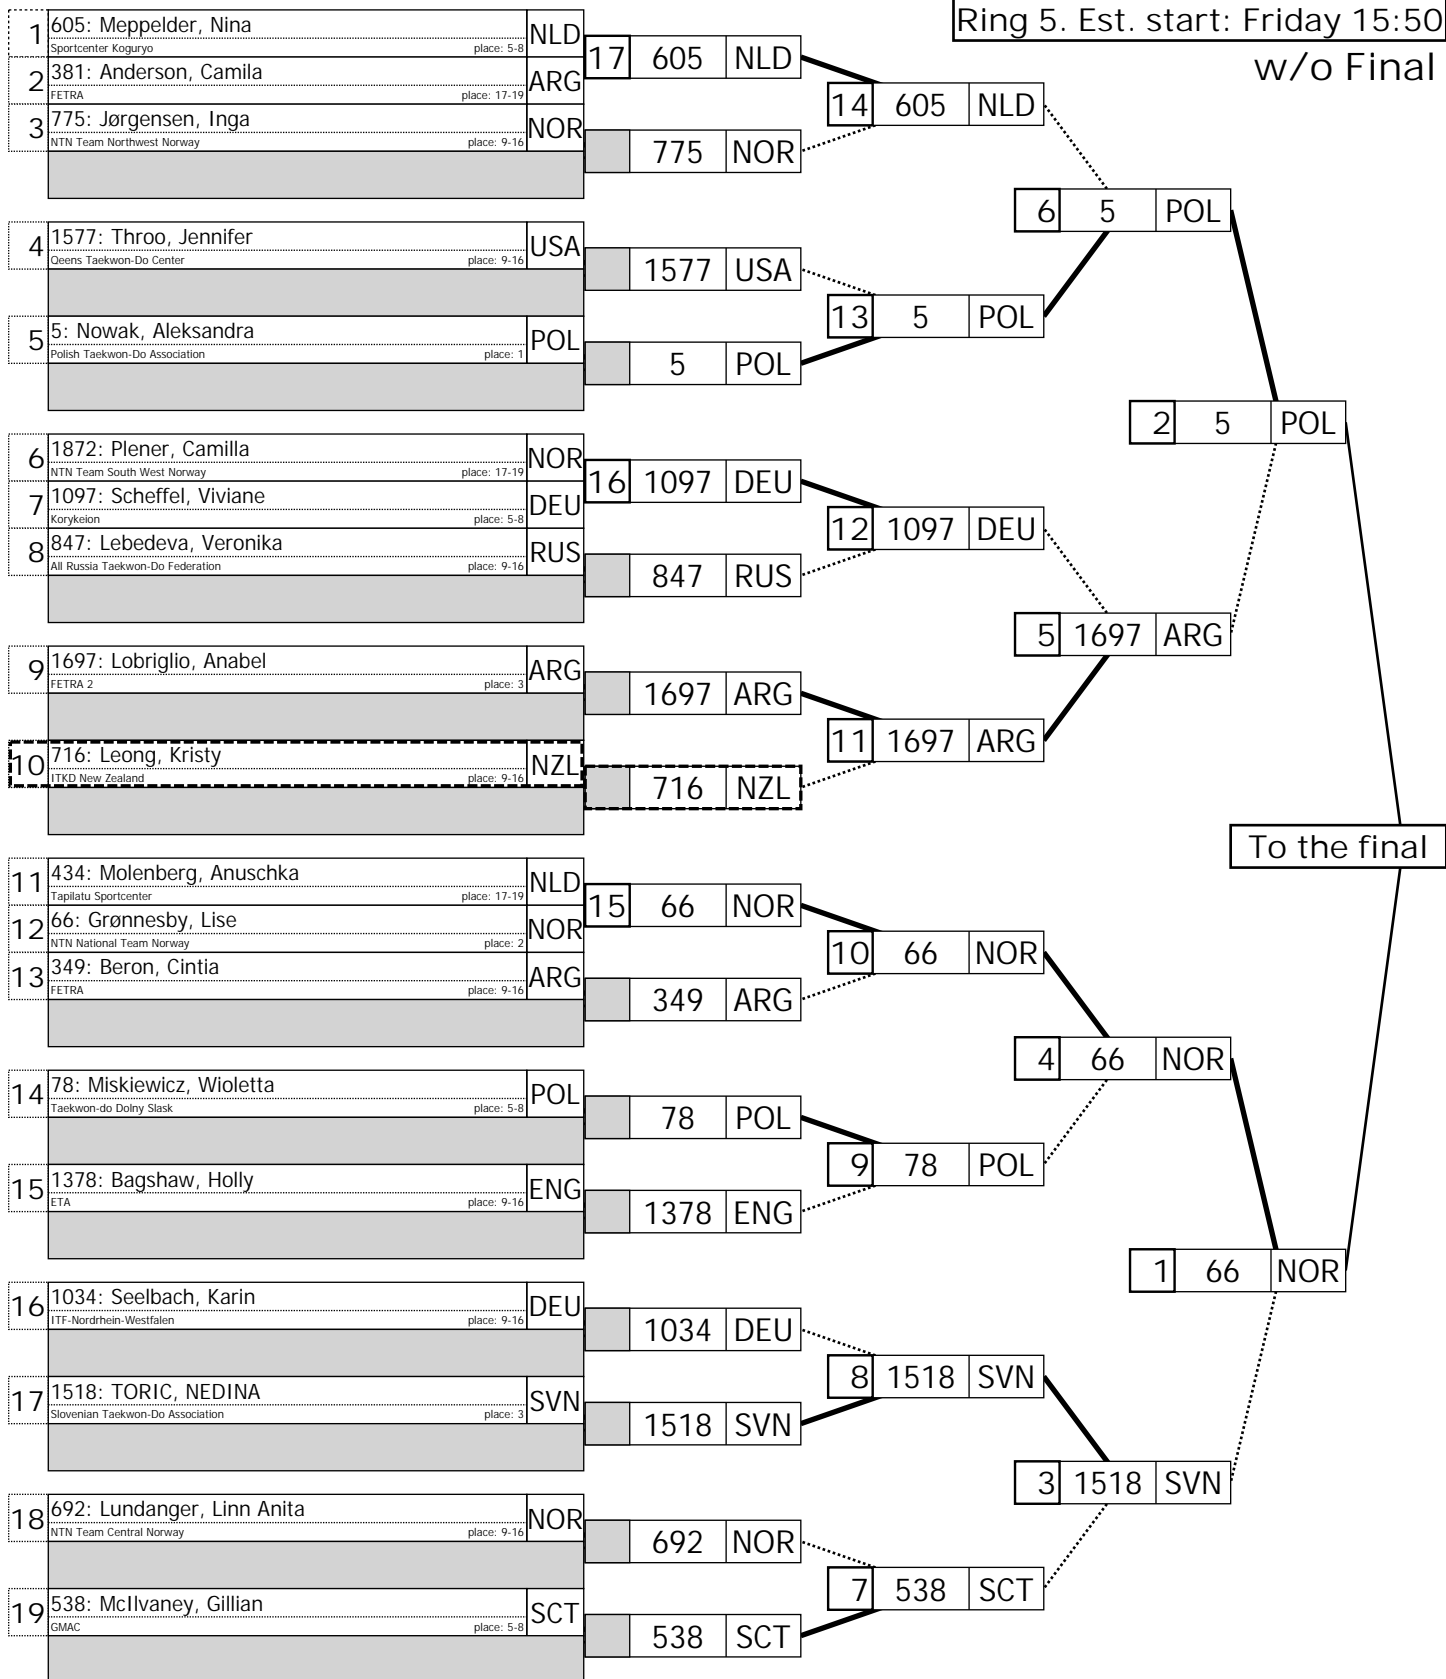 Ring 5. Est. start: Friday 15:50
w/o Final
1 605: Meppelder, Nina NLD
Sportcenter Koguryo place: 5-8
2 381: Anderson, Camila ARG
FETRA place: 17-19
3 775: Jørgensen, Inga NOR
NTN Team Northwest Norway place: 9-16
17 605 NLD
775 NOR
14 605 NLD
4 1577: Throo, Jennifer USA
Qeens Taekwon-Do Center place: 9-16
5 5: Nowak, Aleksandra POL
Polish Taekwon-Do Association place: 1
1577 USA
5 POL
13 5 POL
6 5 POL
6 1872: Plener, Camilla NOR
NTN Team South West Norway place: 17-19
7 1097: Scheffel, Viviane DEU
Korykeion place: 5-8
8 847: Lebedeva, Veronika RUS
All Russia Taekwon-Do Federation place: 9-16
16 1097 DEU
847 RUS
12 1097 DEU
9 1697: Lobriglio, Anabel ARG
FETRA 2 place: 3
10 716: Leong, Kristy NZL
ITKD New Zealand place: 9-16
1697 ARG
716 NZL
11 1697 ARG
5 1697 ARG
2 5 POL
To the final
11 434: Molenberg, Anuschka NLD
Tapilatu Sportcenter place: 17-19
12 66: Grønnesby, Lise NOR
NTN National Team Norway place: 2
13 349: Beron, Cintia ARG
FETRA place: 9-16
15 66 NOR
349 ARG
10 66 NOR
14 78: Miskiewicz, Wioletta POL
Taekwon-do Dolny Slask place: 5-8
15 1378: Bagshaw, Holly ENG
ETA place: 9-16
78 POL
1378 ENG
9 78 POL
4 66 NOR
16 1034: Seelbach, Karin DEU
ITF-Nordrhein-Westfalen place: 9-16
17 1518: TORIC, NEDINA SVN
Slovenian Taekwon-Do Association place: 3
1034 DEU
1518 SVN
8 1518 SVN
18 692: Lundanger, Linn Anita NOR
NTN Team Central Norway place: 9-16
19 538: McIlvaney, Gillian SCT
GMAC place: 5-8
692 NOR
538 SCT
7 538 SCT
3 1518 SVN
1 66 NOR